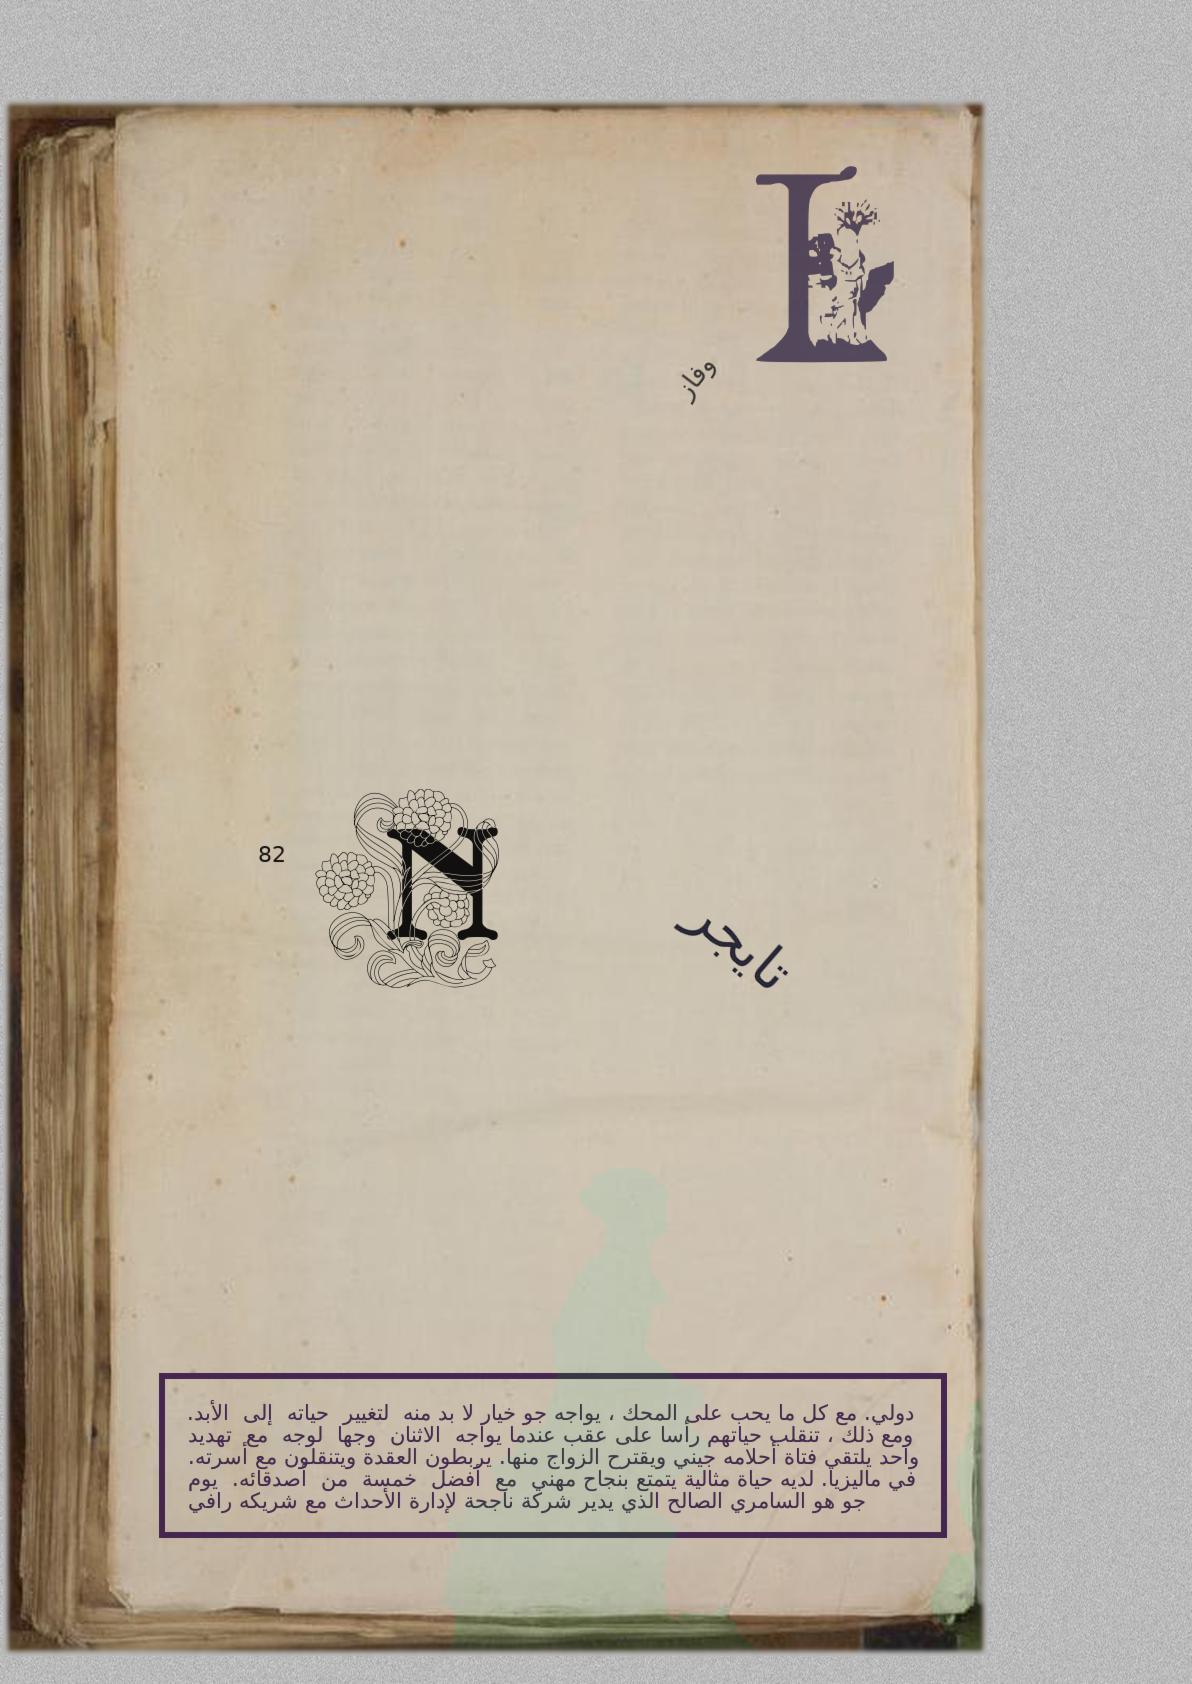 I
وفاز
82
N
تايجر
دولي. مع كل ما يحب على المحك ، يواجه جو خيار لا بد منه لتغيير حياته إلى الأبد.
ومع ذلك ، تنقلب حياتهم رأسا على عقب عندما يواجه الاثنان وجها لوجه مع تهديد
واحد يلتقي فتاة أحلامه جيني ويقترح الزواج منها. يربطون العقدة ويتنقلون مع أسرته.
في ماليزيا. لديه حياة مثالية يتمتع بنجاح مهني مع أفضل خمسة من أصدقائه. يوم
جو هو السامري الصالح الذي يدير شركة ناجحة لإدارة الأحداث مع شريكه رافي